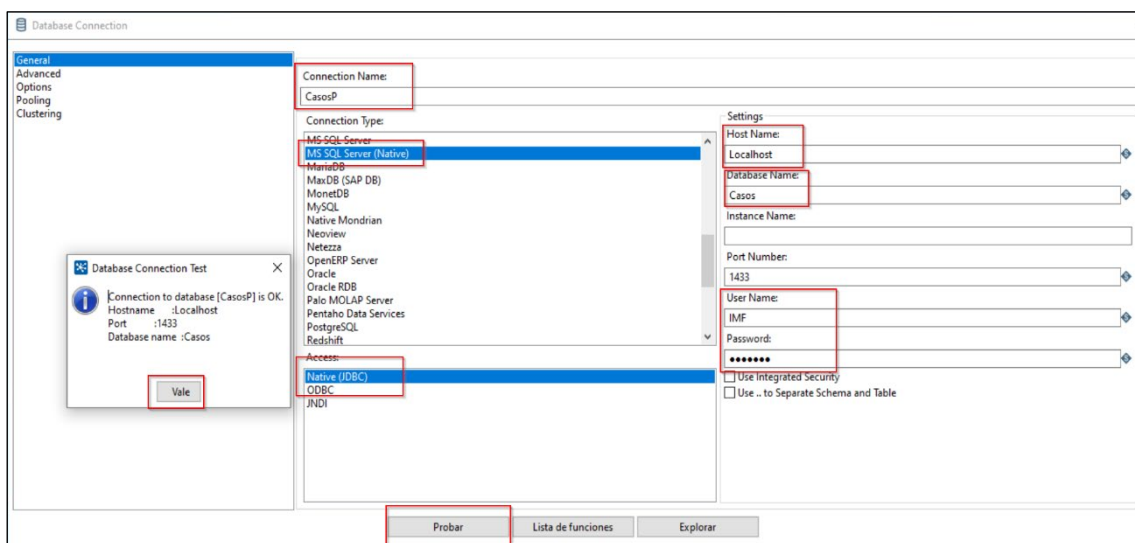 Database Connection
General
Advanced
Options
Pooling
Clustering
Connection Name:
CasosP
Connection Type:
MS SQL Server
MS SQL Server (Native)
MariaDB
MaxDB (SAP DB)
MonetDB
MySQL
Native Mondrian
Neoview
Netezza
OpenERP Server
Oracle
Oracle RDB
Palo MOLAP Server
Pentaho Data Services
PostgreSQL
Redshift
Access:
Native (JDBC)
ODBC
JNDI
Settings
Host Name:
Localhost
Database Name:
Casos
Instance Name:
Port Number:
1433
User Name:
IMF
Password:
•••••••
Use Integrated Security
Use .. to Separate Schema and Table
Database Connection Test
Connection to database [CasosP] is OK.
Hostname :Localhost
Port :1433
Database name :Casos
Vale
Probar
Lista de funciones
Explorar